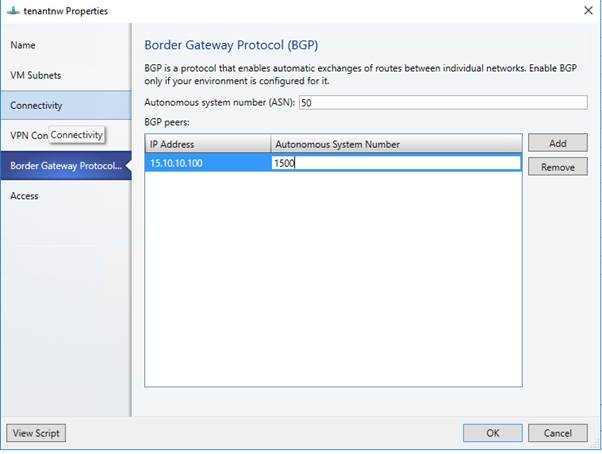 tenantnw Properties
Name
VM Subnets
Connectivity
VPN Con
Connectivity
Border Gateway Protocol...
Access
Border Gateway Protocol (BGP)
BGP is a protocol that enables automatic exchanges of routes between individual networks. Enable BGP
only if your environment is configured for it.
Autonomous system number (ASN): 50
BGP peers:
IP Address Autonomous System Number
15.10.10.100 1500
Add
Remove
View Script
OK
Cancel